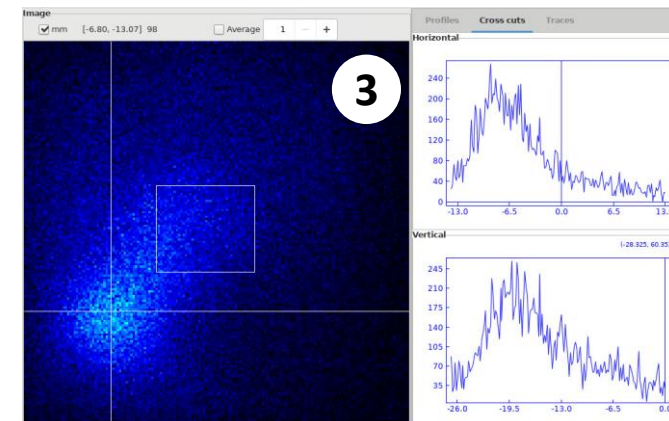 Image
mm [-6.80, -13.07] 98 Average 1 − +
3
Profiles Cross cuts Traces
Horizontal
240
200
160
120
80
40
0
-13.0 -6.5 0.0 6.5 13.
Vertical
(-28.325, 60.35
245
210
175
140
105
70
35
-26.0 -19.5 -13.0 -6.5 0.0